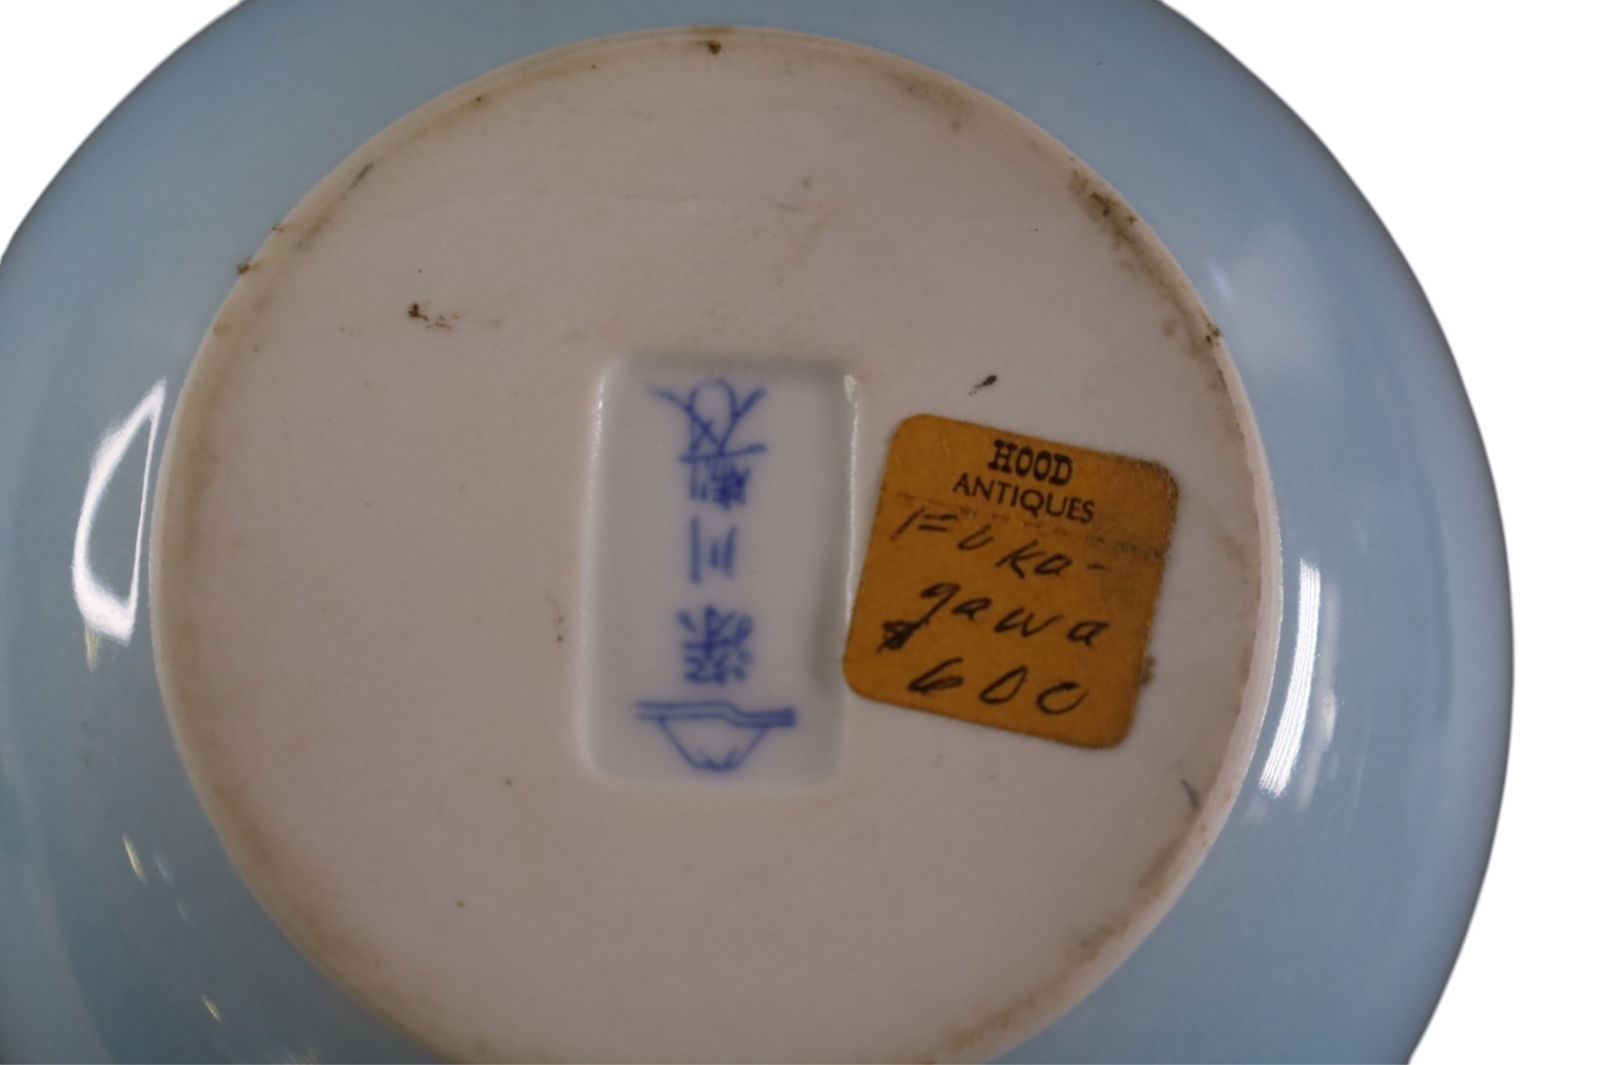 深川製
HOOD
ANTIQUES
Fuka-
gawa
$600